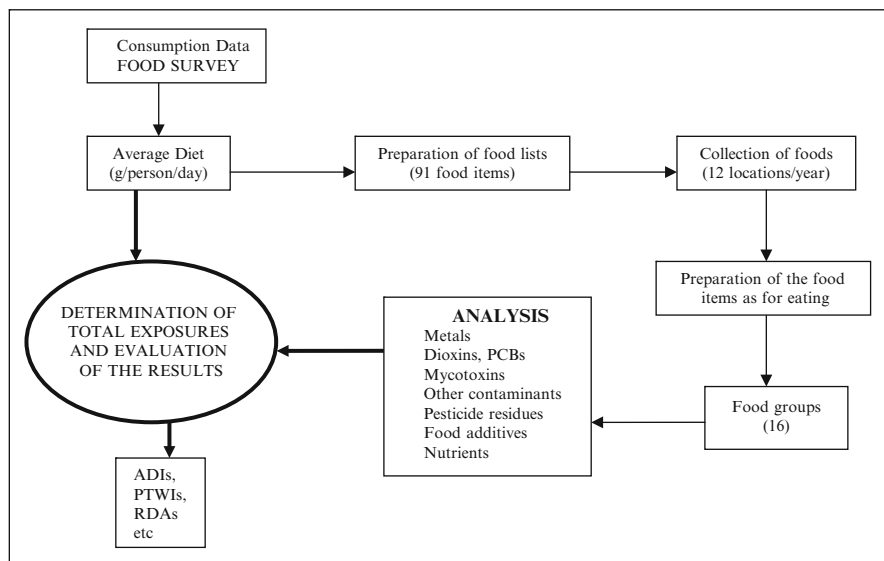 Consumption Data
FOOD SURVEY
Average Diet
(g/person/day)
Preparation of food lists
(91 food items)
Collection of foods
(12 locations/year)
Preparation of the food
items as for eating
Food groups
(16)
ANALYSIS
Metals
Dioxins, PCBs
Mycotoxins
Other contaminants
Pesticide residues
Food additives
Nutrients
DETERMINATION OF
TOTAL EXPOSURES
AND EVALUATION
OF THE RESULTS
ADIs,
PTWIs,
RDAs
etc